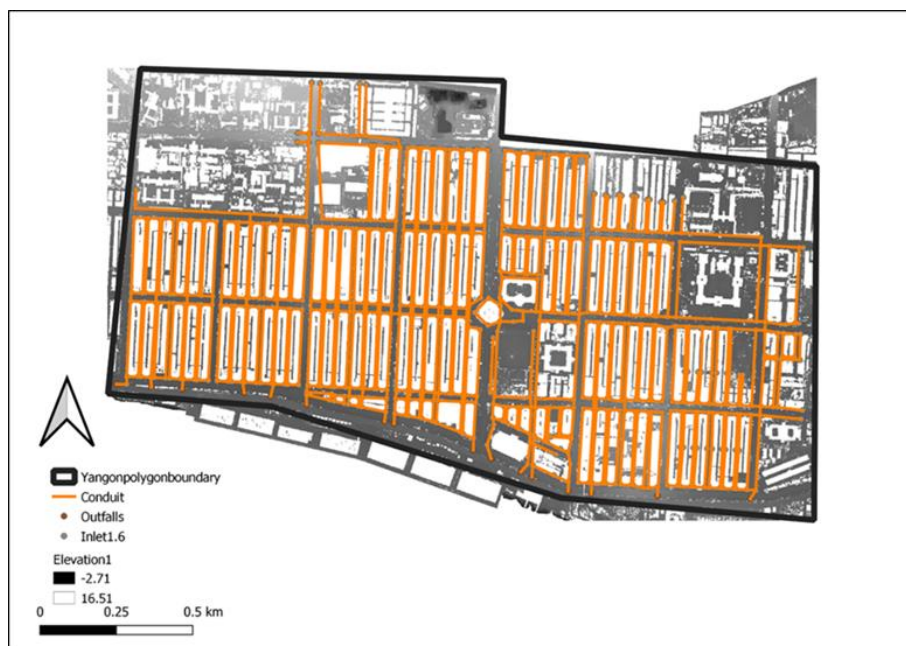 Yangonpolygonboundary
Conduit
Outfalls
Inlet1.6
Elevation1
-2.71
16.51
0 0.25 0.5 km